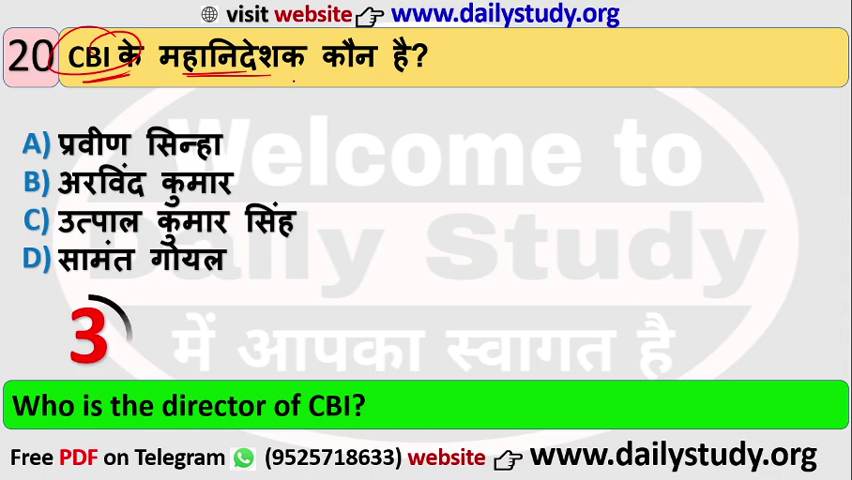 visit website www.dailystudy.org
20 CBI के महानिदेशक कौन है?
A) प्रवीण सिन्हा
B) अरविंद कुमार
C) उत्पाल कुमार सिंह
D) सामंत गोयल
Welcome to
Daily Study
में आपका स्वागत है
3
Who is the director of CBI?
Free PDF on Telegram (9525718633) website www.dailystudy.org